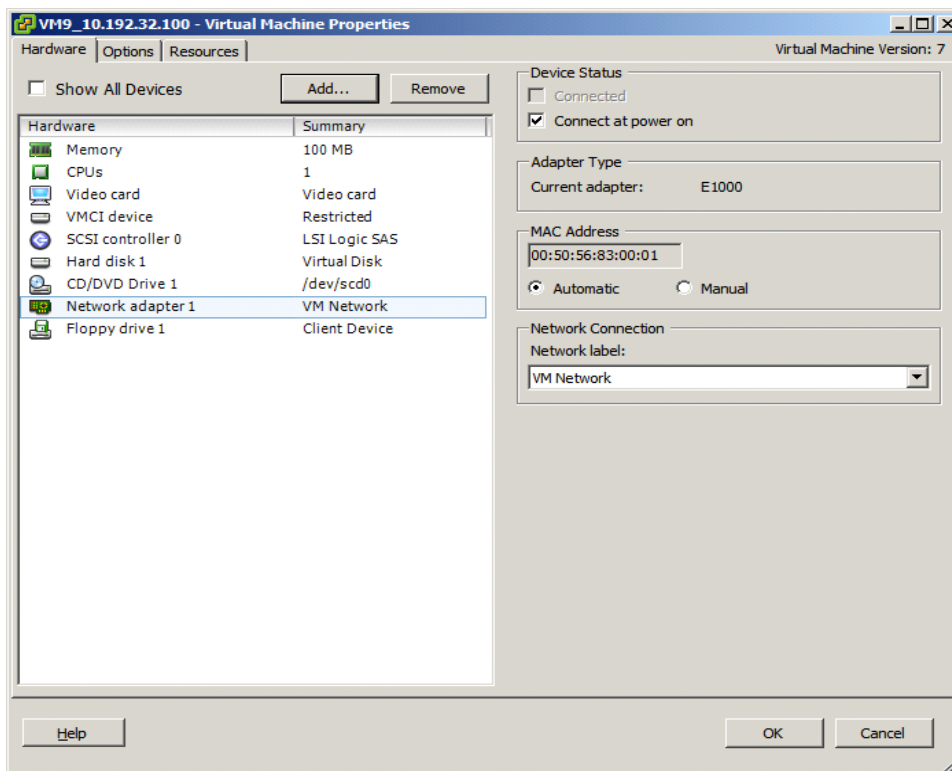 VM9_10.192.32.100 - Virtual Machine Properties
Hardware Options Resources Virtual Machine Version: 7
Show All Devices Add... Remove
Hardware Summary
Memory 100 MB
CPUs 1
Video card Video card
VMCI device Restricted
SCSI controller 0 LSI Logic SAS
Hard disk 1 Virtual Disk
CD/DVD Drive 1 /dev/scd0
Network adapter 1 VM Network
Floppy drive 1 Client Device
Device Status
Connected
Connect at power on
Adapter Type
Current adapter: E1000
MAC Address
00:50:56:83:00:01
Automatic Manual
Network Connection
Network label:
VM Network
Help OK Cancel